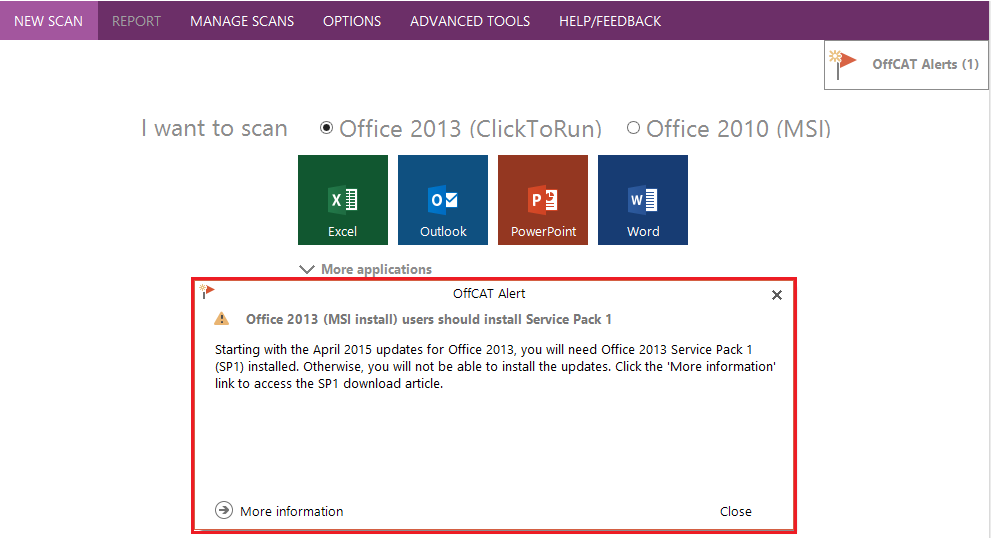 NEW SCAN REPORT MANAGE SCANS OPTIONS ADVANCED TOOLS HELP/FEEDBACK
OffCAT Alerts (1)
I want to scan Office 2013 (ClickToRun) Office 2010 (MSI)
Excel Outlook PowerPoint Word
More applications
OffCAT Alert
Office 2013 (MSI install) users should install Service Pack 1
Starting with the April 2015 updates for Office 2013, you will need Office 2013 Service Pack 1
(SP1) installed. Otherwise, you will not be able to install the updates. Click the 'More information'
link to access the SP1 download article.
More information Close